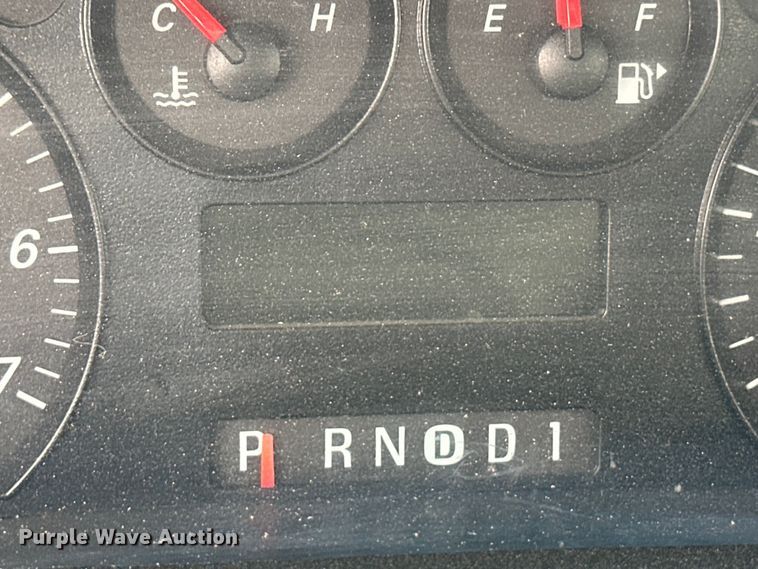 C H E F
6
7
P R N D D 1
Purple Wave Auction